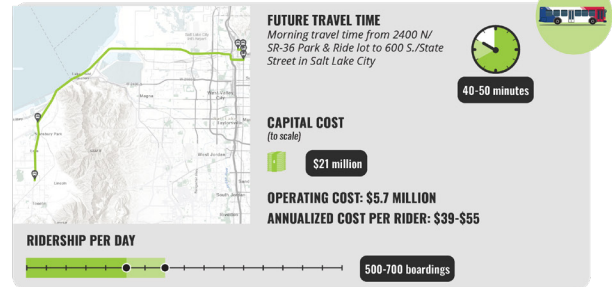 FUTURE TRAVEL TIME
Morning travel time from 2400 N/
SR-36 Park & Ride lot to 600 S./State
Street in Salt Lake City
40-50 minutes
CAPITAL COST
(to scale)
$21 million
OPERATING COST: $5.7 MILLION
ANNUALIZED COST PER RIDER: $39-$55
RIDERSHIP PER DAY
500-700 boardings
Magna